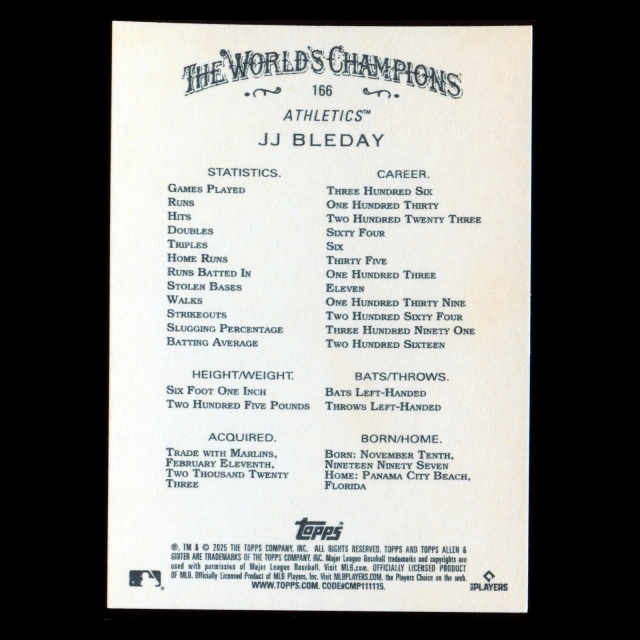 THE WORLD'S CHAMPIONS
166
ATHLETICS™
JJ BLEDAY
STATISTICS. CAREER.
GAMES PLAYED THREE HUNDRED SIX
RUNS ONE HUNDRED THIRTY
HITS TWO HUNDRED TWENTY THREE
DOUBLES SIXTY FOUR
TRIPLES SIX
HOME RUNS THIRTY FIVE
RUNS BATTED IN ONE HUNDRED THREE
STOLEN BASES ELEVEN
WALKS ONE HUNDRED THIRTY NINE
STRIKEOUTS TWO HUNDRED SIXTY FOUR
SLUGGING PERCENTAGE THREE HUNDRED NINETY ONE
BATTING AVERAGE TWO HUNDRED SIXTEEN
HEIGHT/WEIGHT.
SIX FOOT ONE INCH
TWO HUNDRED FIVE POUNDS
BATS/THROWS.
BATS LEFT-HANDED
THROWS LEFT-HANDED
ACQUIRED.
TRADE WITH MARLINS,
FEBRUARY ELEVENTH,
TWO THOUSAND TWENTY
THREE
BORN/HOME.
BORN: NOVEMBER TENTH,
NINETEEN NINETY SEVEN
HOME: PANAMA CITY BEACH,
FLORIDA
topps
®, TM & © 2025 THE TOPPS COMPANY, INC. ALL RIGHTS RESERVED. TOPPS AND TOPPS ALLEN &
GINTER ARE TRADEMARKS OF THE TOPPS COMPANY, INC. Major League Baseball trademarks and copyrights are
used with permission of Major League Baseball. Visit MLB.com. OFFICIALLY LICENSED PRODUCT
OF MLB. Officially Licensed Product of MLB Players, Inc. Visit MLBPLAYERS.COM, the Players Choice on the web.
WWW.TOPPS.COM. CODE#CMP111115.
MLB PLAYERS